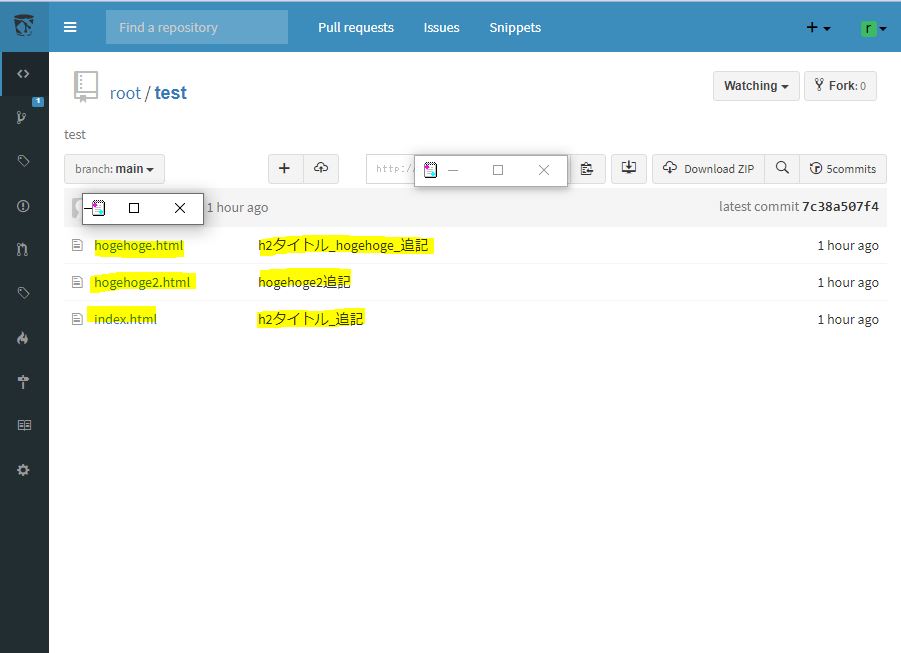 Find a repository Pull requests Issues Snippets r
1
root / test
test
branch: main http:/ Download ZIP 5commits
1 hour ago latest commit 7c38a507f4
hogehoge.html h2タイトル_hogehoge_追記 1 hour ago
hogehoge2.html hogehoge2追記 1 hour ago
index.html h2タイトル_追記 1 hour ago
Watching Fork: 0